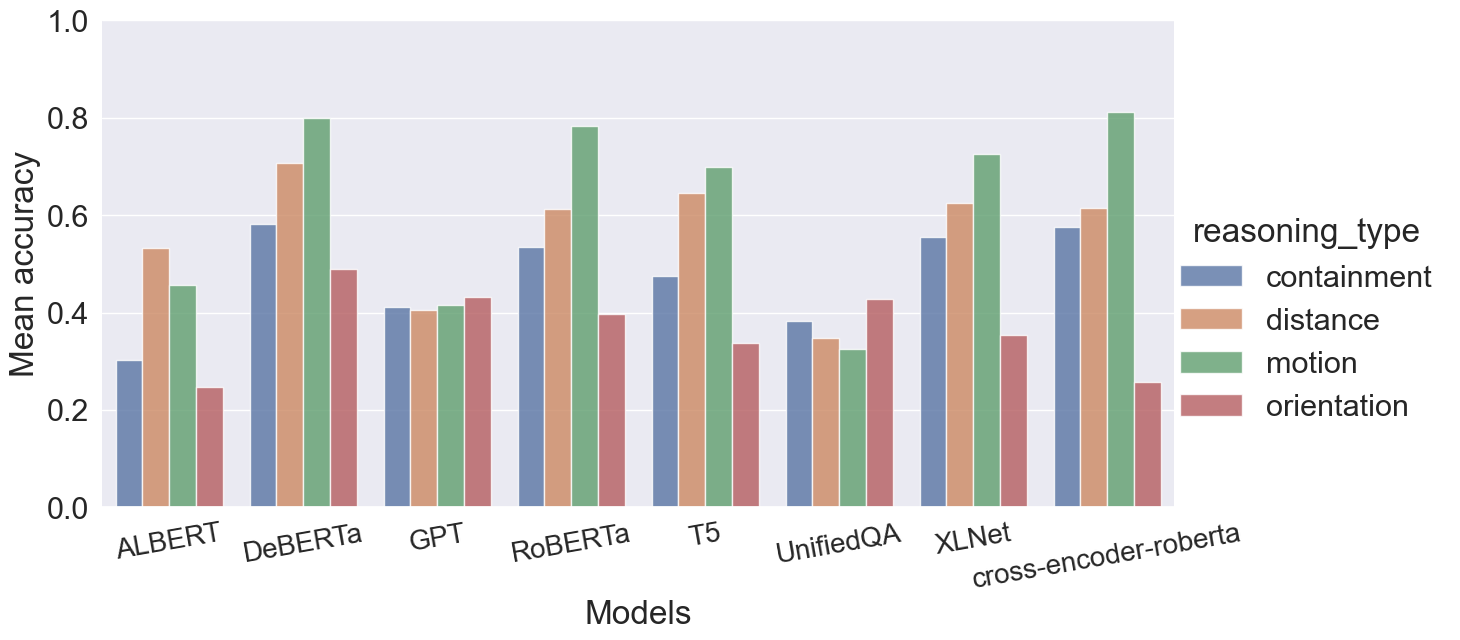 1.0
0.8
0.6
0.4
0.2
0.0
Mean accuracy
ALBERT
DeBERTa
GPT
RoBERTa
T5
UnifiedQA
XLNet
cross-encoder-roberta
Models
reasoning_type
containment
distance
motion
orientation